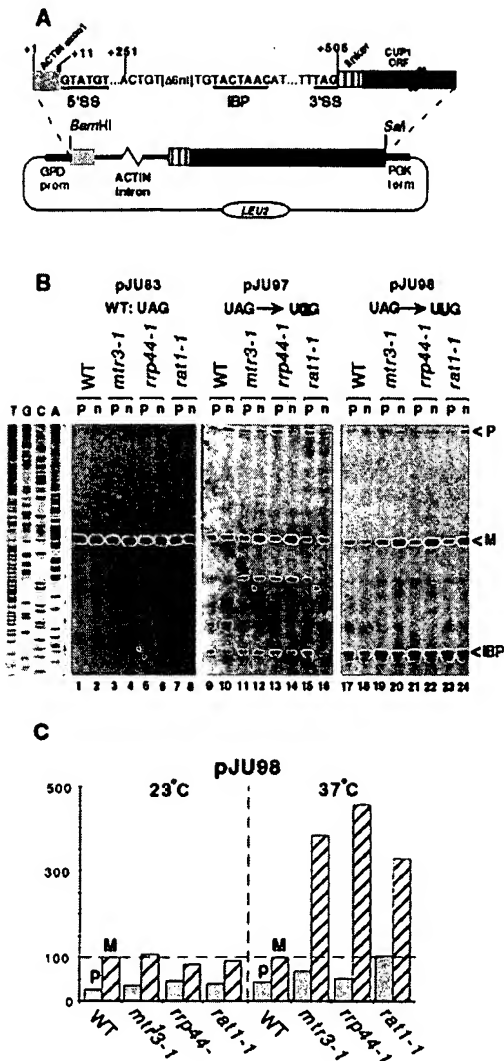 A
+1
ACTIN exon1
+11
+251
+505
linker
CUP1
ORF
GTATGT...ACTGT|Δ6nt|TGTACTAACAT...TTTAG
5'SS
IBP
3'SS
BamHI
SalI
GPD
prom
ACTIN
intron
PGK
term
LEU2
B
pJU83
WT: UAG
pJU97
UAG→
pJU98
UAG→UUG
WT mtr3-1 rrp44-1 rat1-1
WT mtr3-1 rrp44-1 rat1-1
WT mtr3-1 rrp44-1 rat1-1
T G C A
p n p n p n p n
p n p n p n p n
p n p n p n p n
<P
<M
<IBP
1 2 3 4 5 6 7 8
9 10 11 12 13 14 15 16
17 18 19 20 21 22 23 24
C
pJU98
23°C
37°C
500
300
100
0
P M
P M
WT mtr3-1 rrp44- rat1-1
WT mtr3-1 rrp44-1 rat1-1